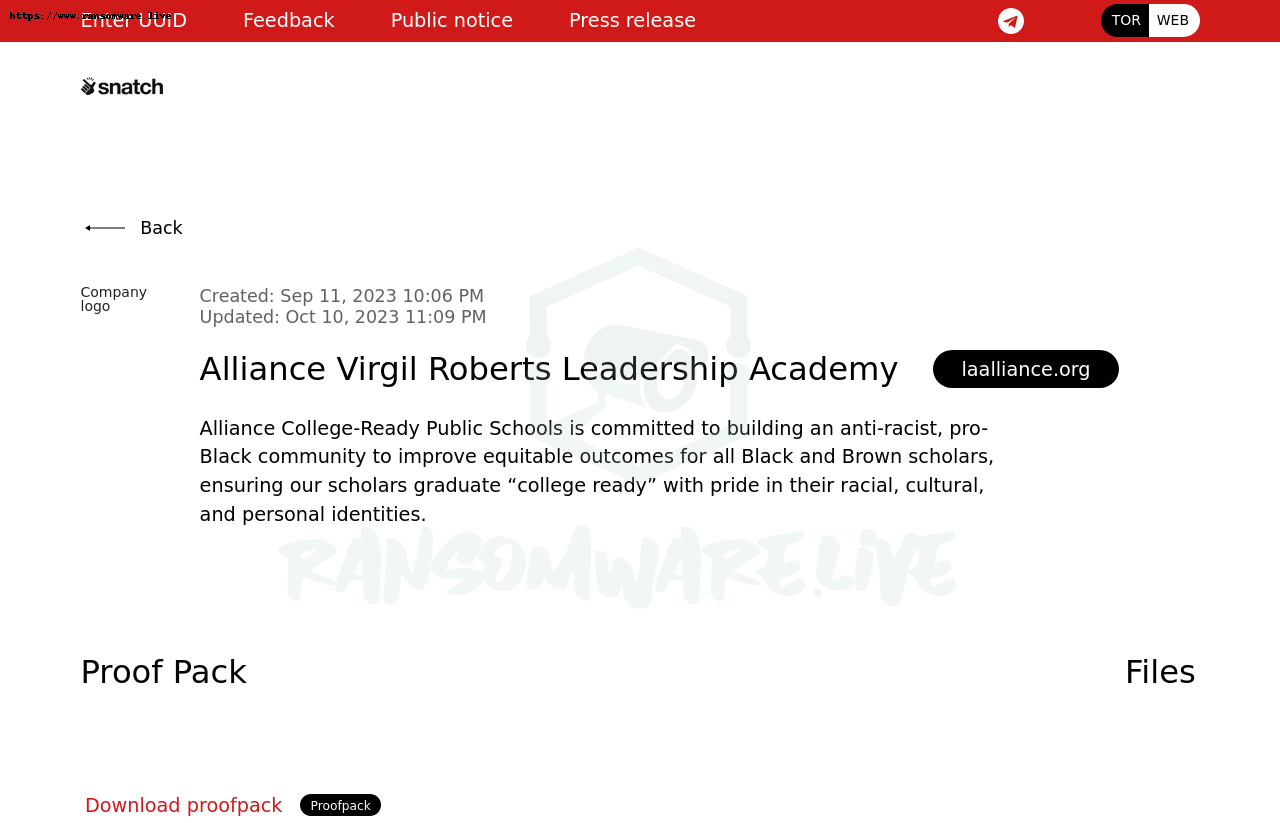 https://www.ransomware.live
Enter UUID
Feedback
Public notice
Press release
TOR
WEB
snatch
Back
Company
logo
Created: Sep 11, 2023 10:06 PM
Updated: Oct 10, 2023 11:09 PM
Alliance Virgil Roberts Leadership Academy
laalliance.org
Alliance College-Ready Public Schools is committed to building an anti-racist, pro-
Black community to improve equitable outcomes for all Black and Brown scholars,
ensuring our scholars graduate “college ready” with pride in their racial, cultural,
and personal identities.
RANSOMWARE.LIVE
Proof Pack
Files
Download proofpack
Proofpack